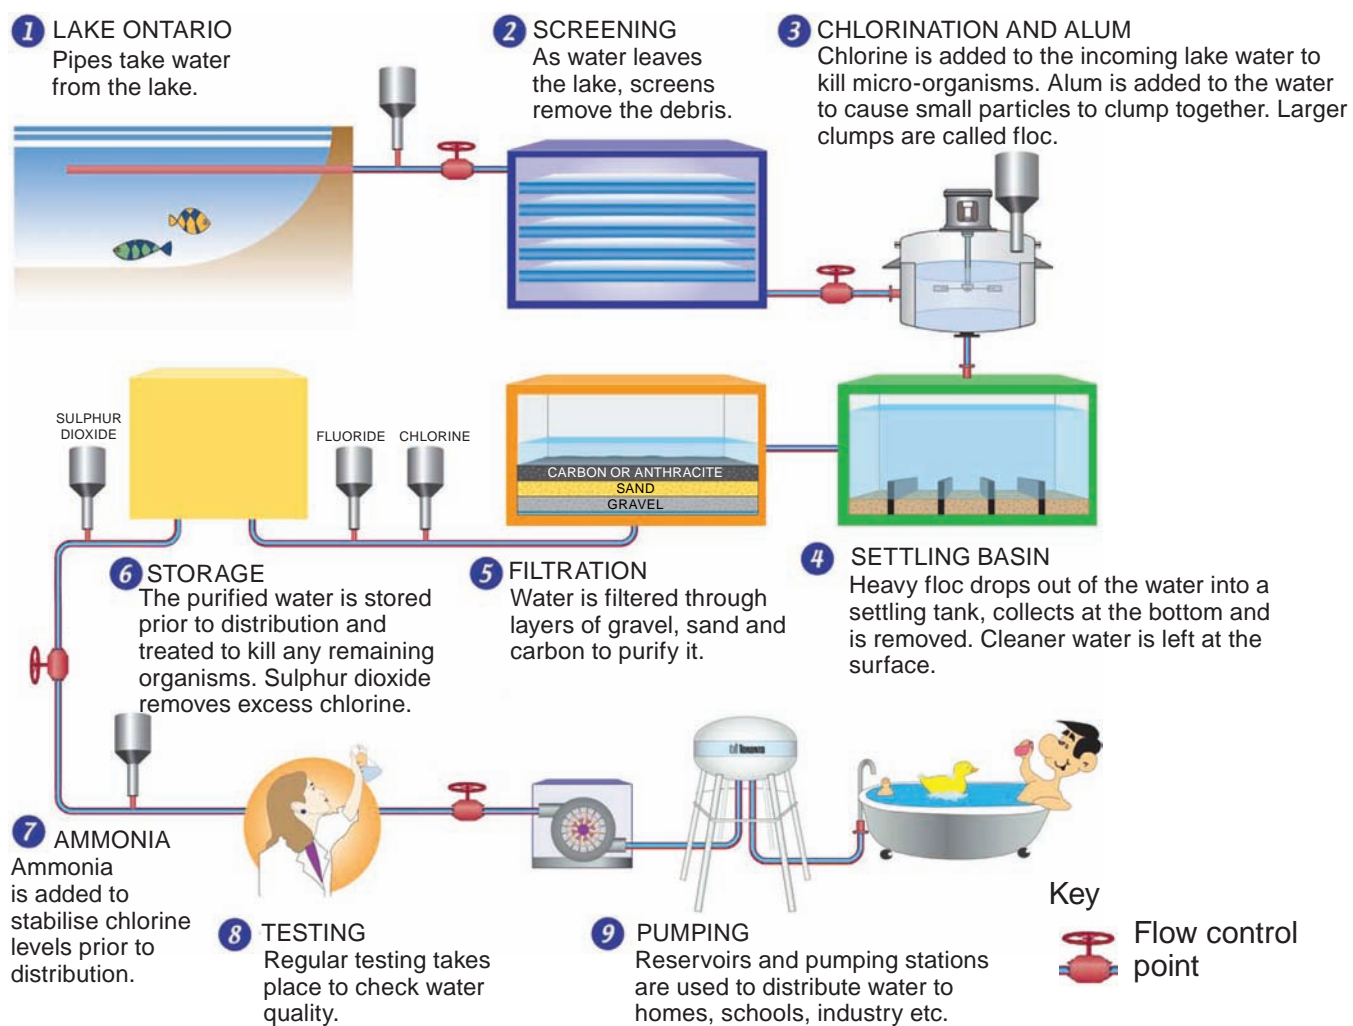 1 LAKE ONTARIO
Pipes take water
from the lake.
2 SCREENING
As water leaves
the lake, screens
remove the debris.
3 CHLORINATION AND ALUM
Chlorine is added to the incoming lake water to
kill micro-organisms. Alum is added to the water
to cause small particles to clump together. Larger
clumps are called floc.
SULPHUR
DIOXIDE
FLUORIDE
CHLORINE
CARBON OR ANTHRACITE
SAND
GRAVEL
4 SETTLING BASIN
Heavy floc drops out of the water into a
settling tank, collects at the bottom and
is removed. Cleaner water is left at the
surface.
5 FILTRATION
Water is filtered through
layers of gravel, sand and
carbon to purify it.
6 STORAGE
The purified water is stored
prior to distribution and
treated to kill any remaining
organisms. Sulphur dioxide
removes excess chlorine.
7 AMMONIA
Ammonia
is added to
stabilise chlorine
levels prior to
distribution.
8 TESTING
Regular testing takes
place to check water
quality.
TORONTO
9 PUMPING
Reservoirs and pumping stations
are used to distribute water to
homes, schools, industry etc.
Key
Flow control
point